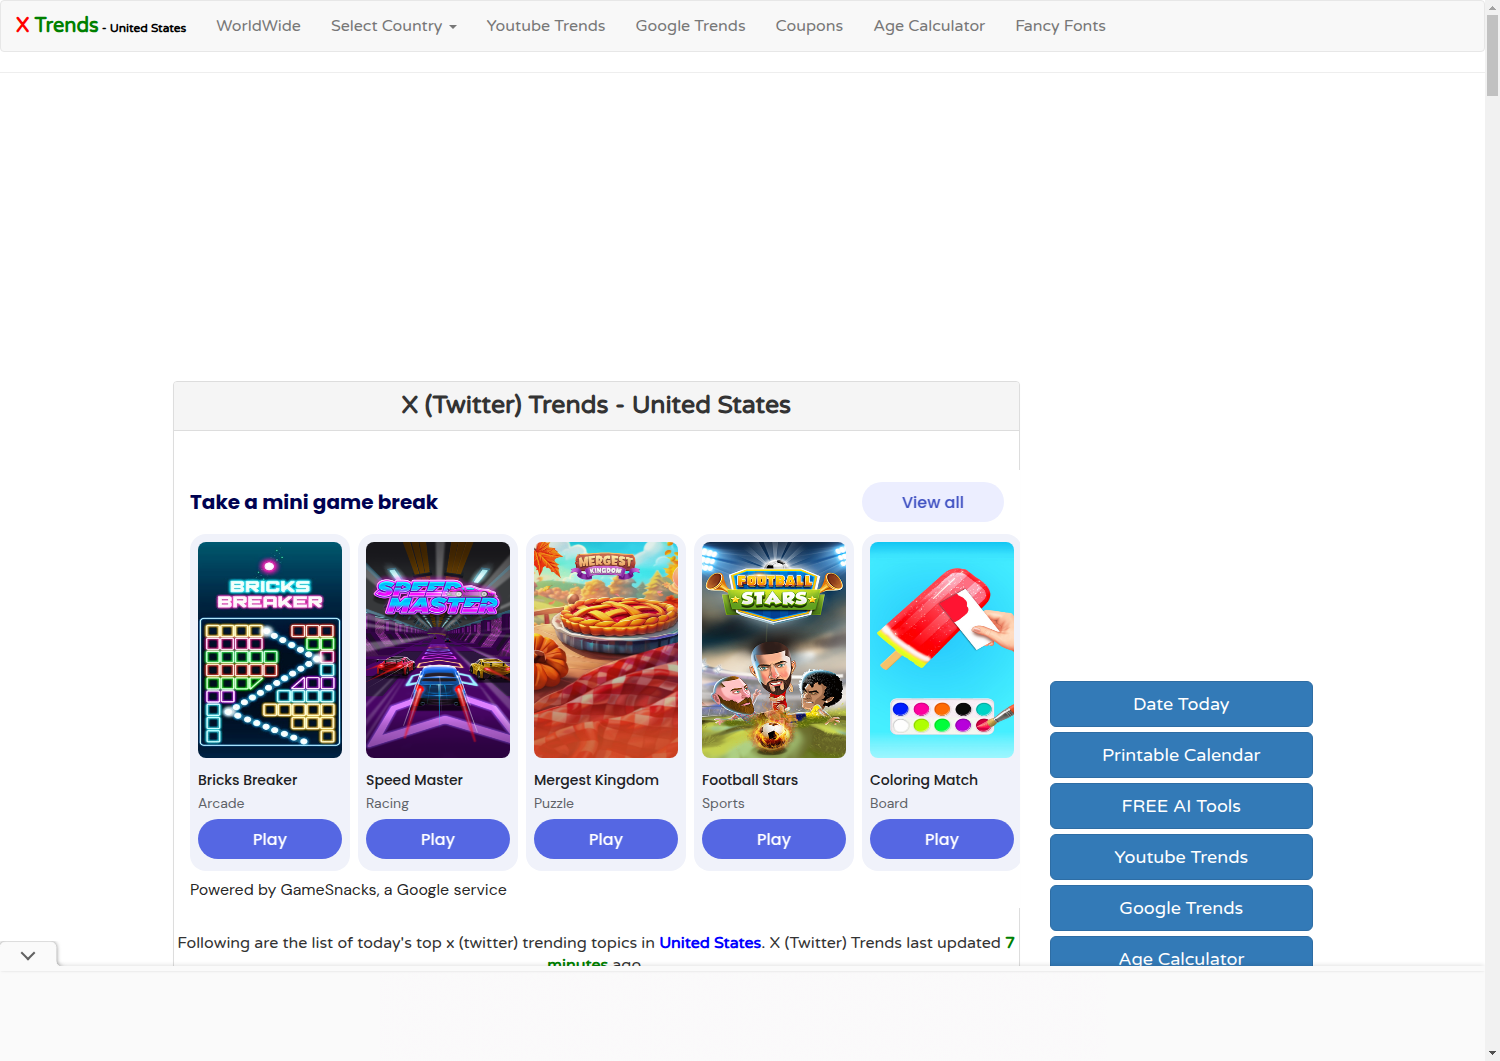 X Trends - United States WorldWide Select Country Youtube Trends Google Trends Coupons Age Calculator Fancy Fonts
X (Twitter) Trends - United States
Take a mini game break
View all
BRICKS BREAKER
SPEED MASTER
MERGEST KINGDOM
FOOTBALL STARS
Bricks Breaker
Arcade
Play
Speed Master
Racing
Play
Mergest Kingdom
Puzzle
Play
Football Stars
Sports
Play
Coloring Match
Board
Play
Powered by GameSnacks, a Google service
Following are the list of today's top x (twitter) trending topics in United States. X (Twitter) Trends last updated 7
minutes ago
Date Today
Printable Calendar
FREE AI Tools
Youtube Trends
Google Trends
Age Calculator